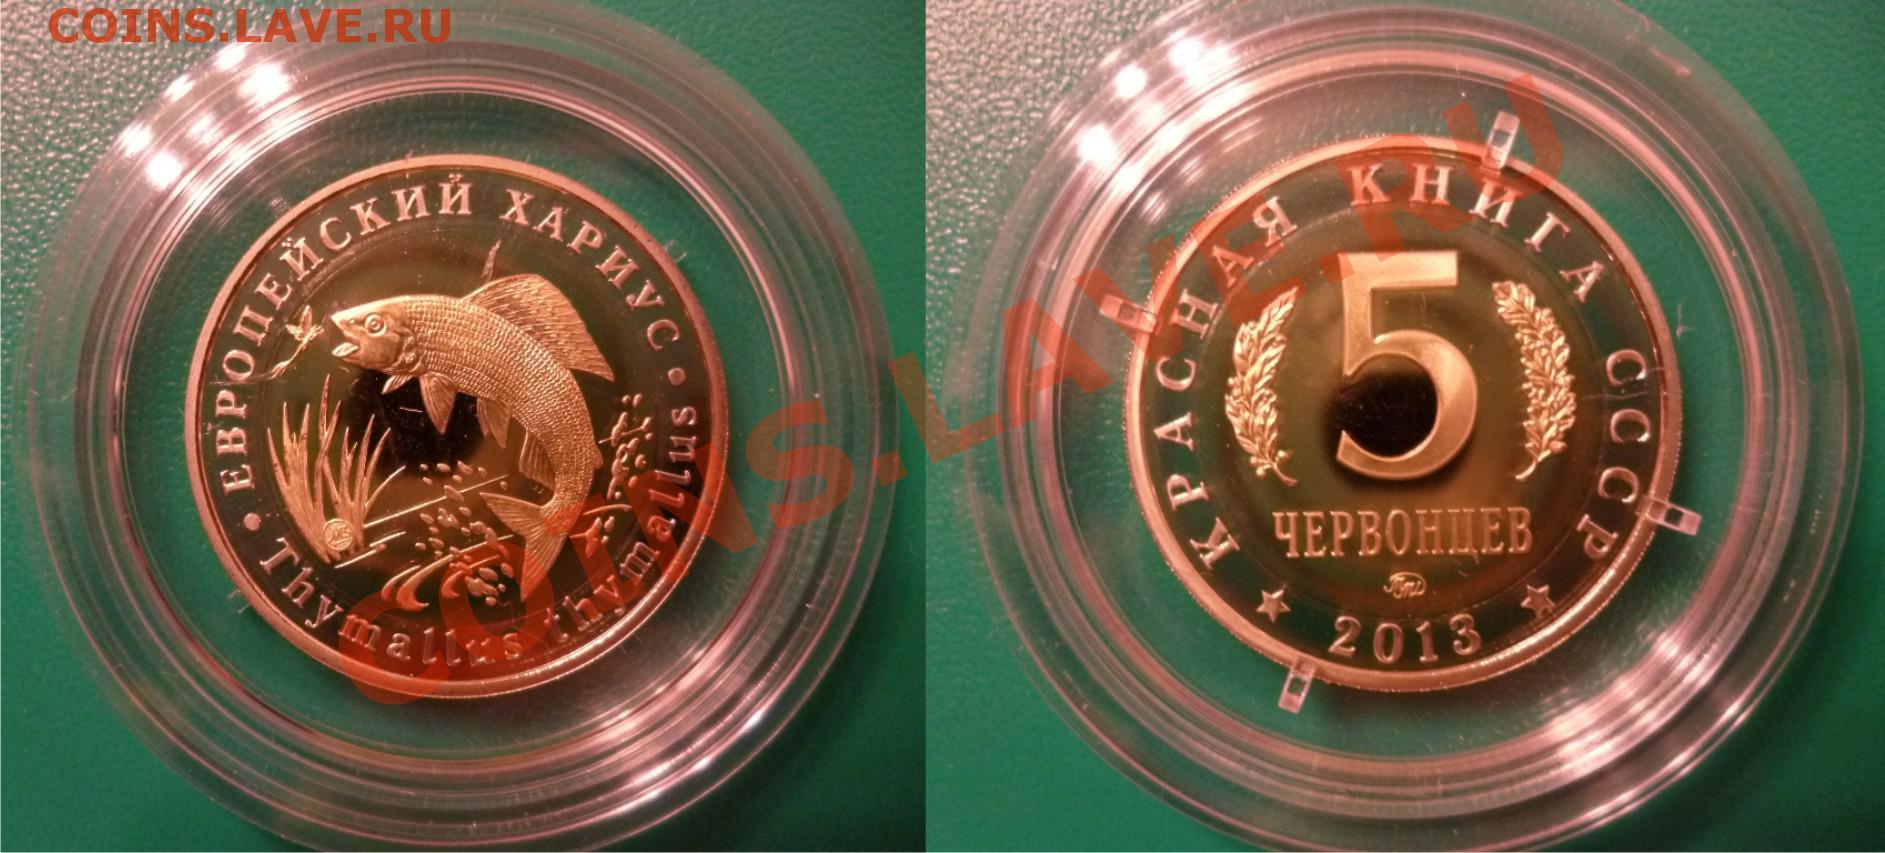 COINS.LAVE.RU
ЕВРОПЕЙСКИЙ ХАРИУС
Thymallus thymallus
КРАСНАЯ КНИГА СССР
5
ЧЕРВОНЦЕВ
2013
COINS.LAVE.RU